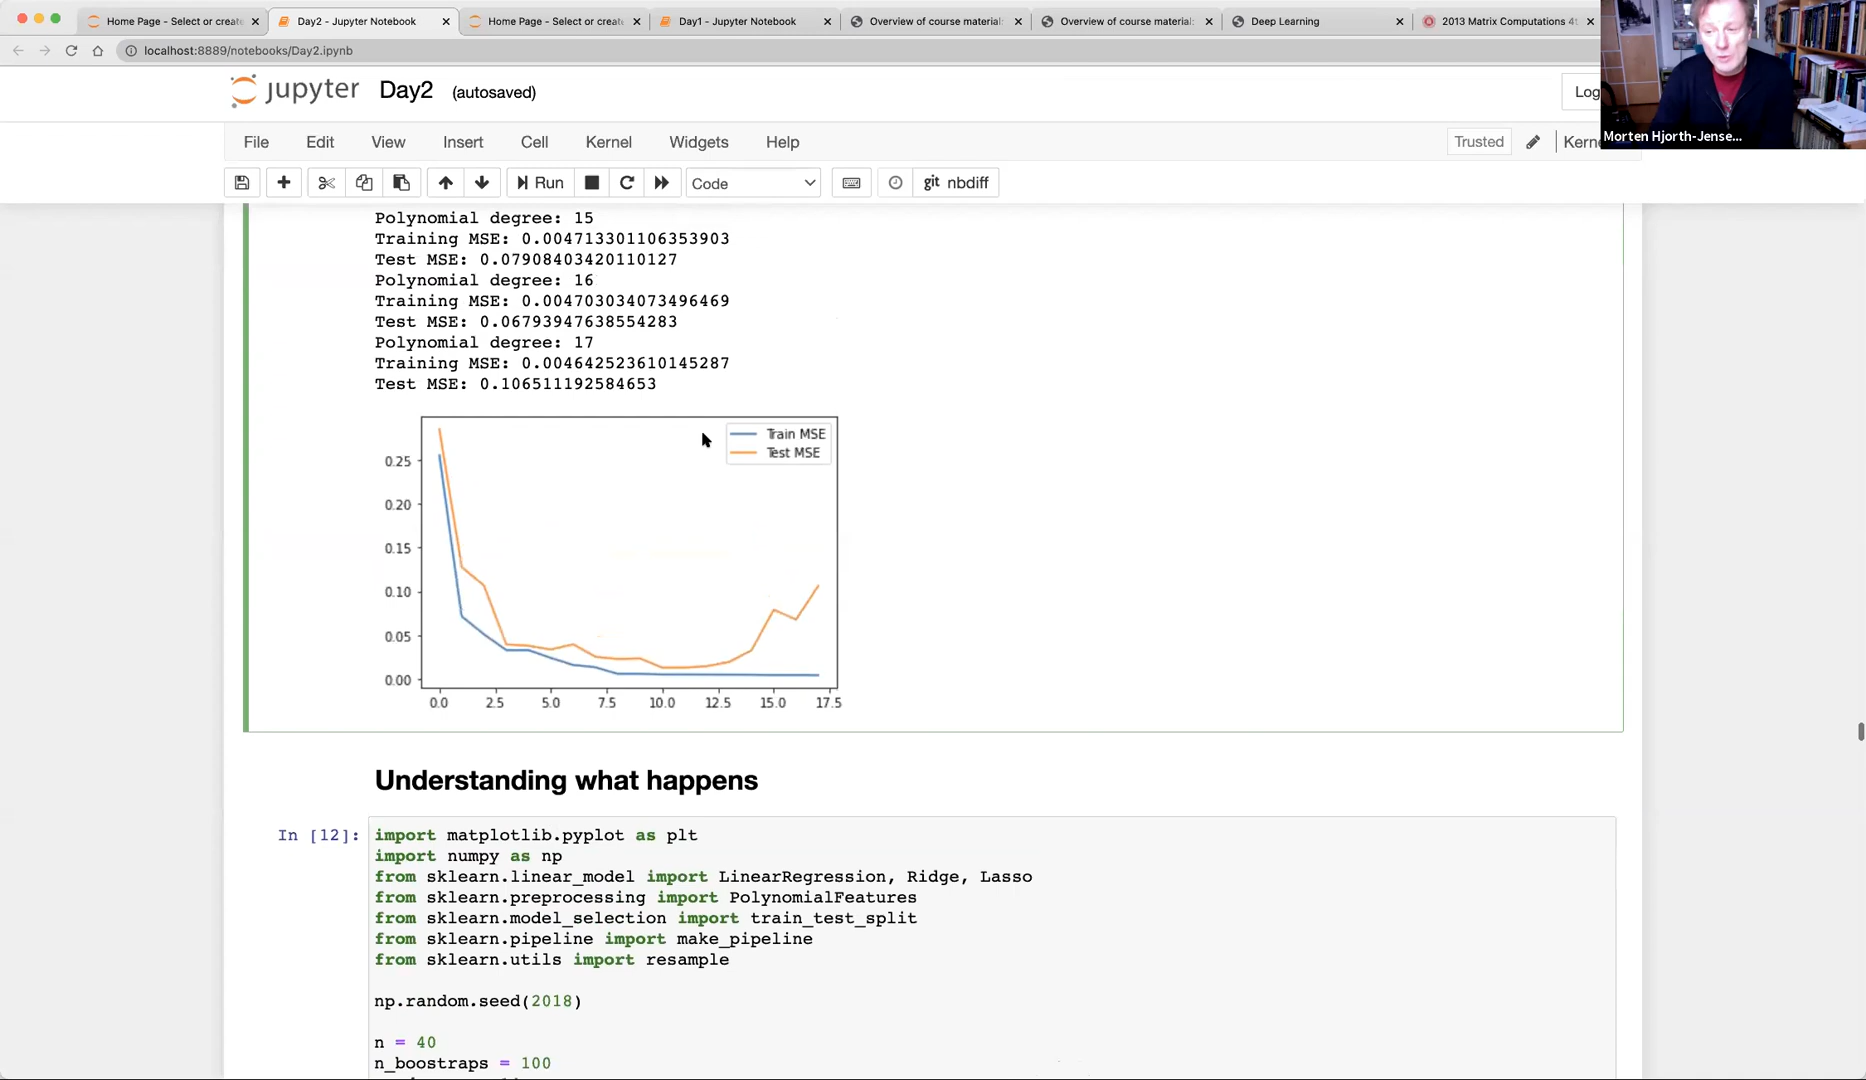 Home Page - Select or create
Day2 - Jupyter Notebook
Home Page - Select or create
Day1 - Jupyter Notebook
Overview of course material:
Overview of course material:
Deep Learning
2013 Matrix Computations 4t
localhost:8889/notebooks/Day2.ipynb
jupyter Day2 (autosaved)
Log
Morten Hjorth-Jense...
File Edit View Insert Cell Kernel Widgets Help
Trusted
Kerne
Run
Code
git nbdiff
Polynomial degree: 15
Training MSE: 0.004713301106353903
Test MSE: 0.07908403420110127
Polynomial degree: 16
Training MSE: 0.004703034073496469
Test MSE: 0.06793947638554283
Polynomial degree: 17
Training MSE: 0.004642523610145287
Test MSE: 0.106511192584653
Train MSE
Test MSE
0.25
0.20
0.15
0.10
0.05
0.00
0.0 2.5 5.0 7.5 10.0 12.5 15.0 17.5
Understanding what happens
In [12]:
import matplotlib.pyplot as plt
import numpy as np
from sklearn.linear_model import LinearRegression, Ridge, Lasso
from sklearn.preprocessing import PolynomialFeatures
from sklearn.model_selection import train_test_split
from sklearn.pipeline import make_pipeline
from sklearn.utils import resample
np.random.seed(2018)
n = 40
n_boostraps = 100